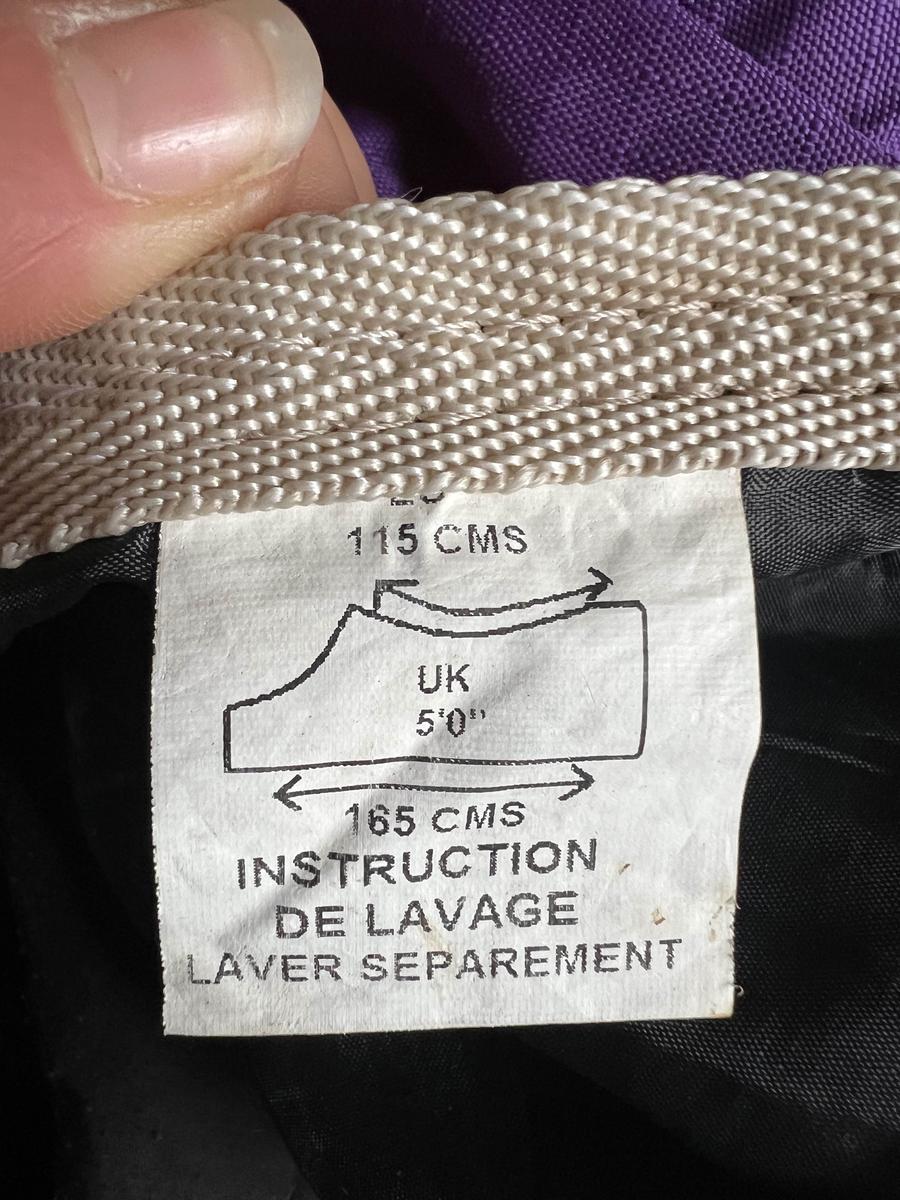 115 CMS
UK
5'0"
165 CMS
INSTRUCTION
DE LAVAGE
LAVER SEPAREMENT